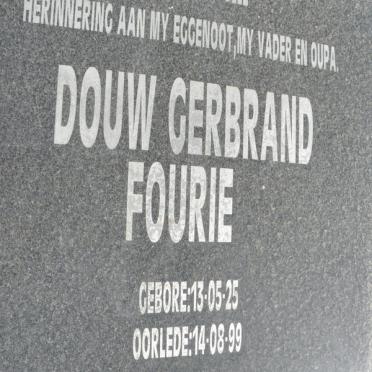 HERINNERING AAN MY EGGENOOT,MY VADER EN OUPA.
DOUW GERBRAND
FOURIE
GEBORE:13-05-25
OORLEDE:14-08-99